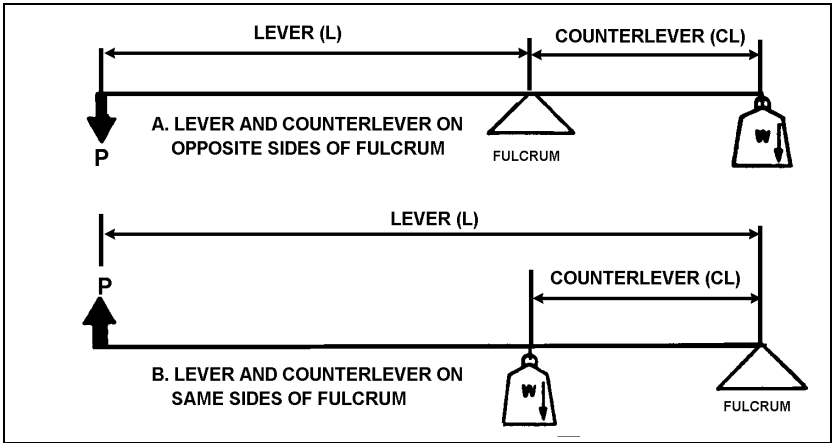 LEVER (L)
COUNTERLEVER (CL)
A. LEVER AND COUNTERLEVER ON
OPPOSITE SIDES OF FULCRUM
P
FULCRUM
W
LEVER (L)
P
COUNTERLEVER (CL)
B. LEVER AND COUNTERLEVER ON
SAME SIDES OF FULCRUM
W
FULCRUM